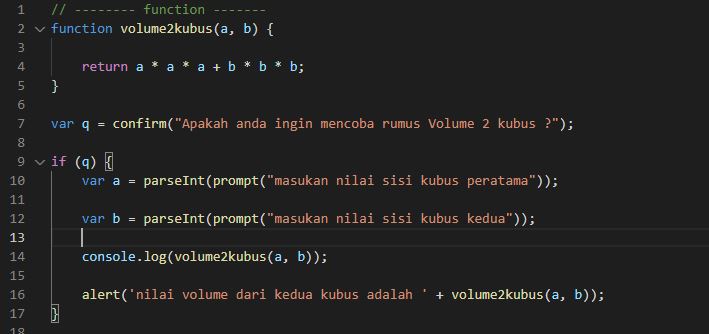 1 // -------- function -------
2 function volume2kubus(a, b) {
3
4 return a * a * a + b * b * b;
5 }
6
7 var q = confirm("Apakah anda ingin mencoba rumus Volume 2 kubus ?");
8
9 if (q) {
10 var a = parseInt(prompt("masukan nilai sisi kubus peratama"));
11
12 var b = parseInt(prompt("masukan nilai sisi kubus kedua"));
13
14 console.log(volume2kubus(a, b));
15
16 alert('nilai volume dari kedua kubus adalah ' + volume2kubus(a, b));
17 }
18